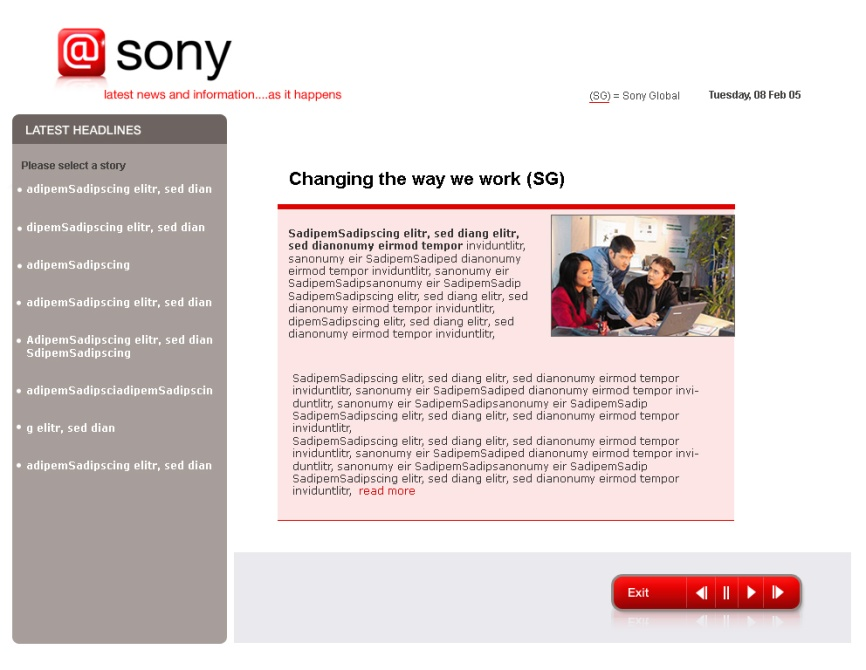 @sony
latest news and information....as it happens
(SG) = Sony Global
Tuesday, 08 Feb 05
LATEST HEADLINES
Please select a story
adipemSadipscing elitr, sed dian
dipemSadipscing elitr, sed dian
adipemSadipscing
adipemSadipscing elitr, sed dian
AdipemSadipscing elitr, sed dian
SdipemSadipscing
adipemSadipsciadipemSadipscin
g elitr, sed dian
adipemSadipscing elitr, sed dian
Changing the way we work (SG)
SadipemSadipscing elitr, sed diang elitr,
sed dianonumy eirmod tempor inviduntlitr,
sanonumy eir SadipemSadiped dianonumy
eirmod tempor inviduntlitr, sanonumy eir
SadipemSadipsanonumy eir SadipemSadip
SadipemSadipscing elitr, sed diang elitr, sed
dianonumy eirmod tempor inviduntlitr,
dipemSadipscing elitr, sed diang elitr, sed
dianonumy eirmod tempor inviduntlitr,
SadipemSadipscing elitr, sed diang elitr, sed dianonumy eirmod tempor
inviduntlitr, sanonumy eir SadipemSadiped dianonumy eirmod tempor invi-
duntlitr, sanonumy eir SadipemSadipsanonumy eir SadipemSadip
SadipemSadipscing elitr, sed diang elitr, sed dianonumy eirmod tempor
inviduntlitr,
SadipemSadipscing elitr, sed diang elitr, sed dianonumy eirmod tempor
inviduntlitr, sanonumy eir SadipemSadiped dianonumy eirmod tempor invi-
duntlitr, sanonumy eir SadipemSadipsanonumy eir SadipemSadip
SadipemSadipscing elitr, sed diang elitr, sed dianonumy eirmod tempor
inviduntlitr, read more
Exit